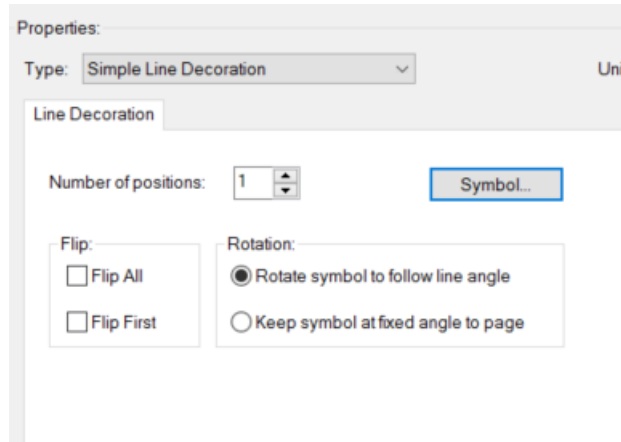 Properties:
Type: Simple Line Decoration Uni
Line Decoration
Number of positions: 1 Symbol...
Flip: Rotation:
Flip All Rotate symbol to follow line angle
Flip First Keep symbol at fixed angle to page